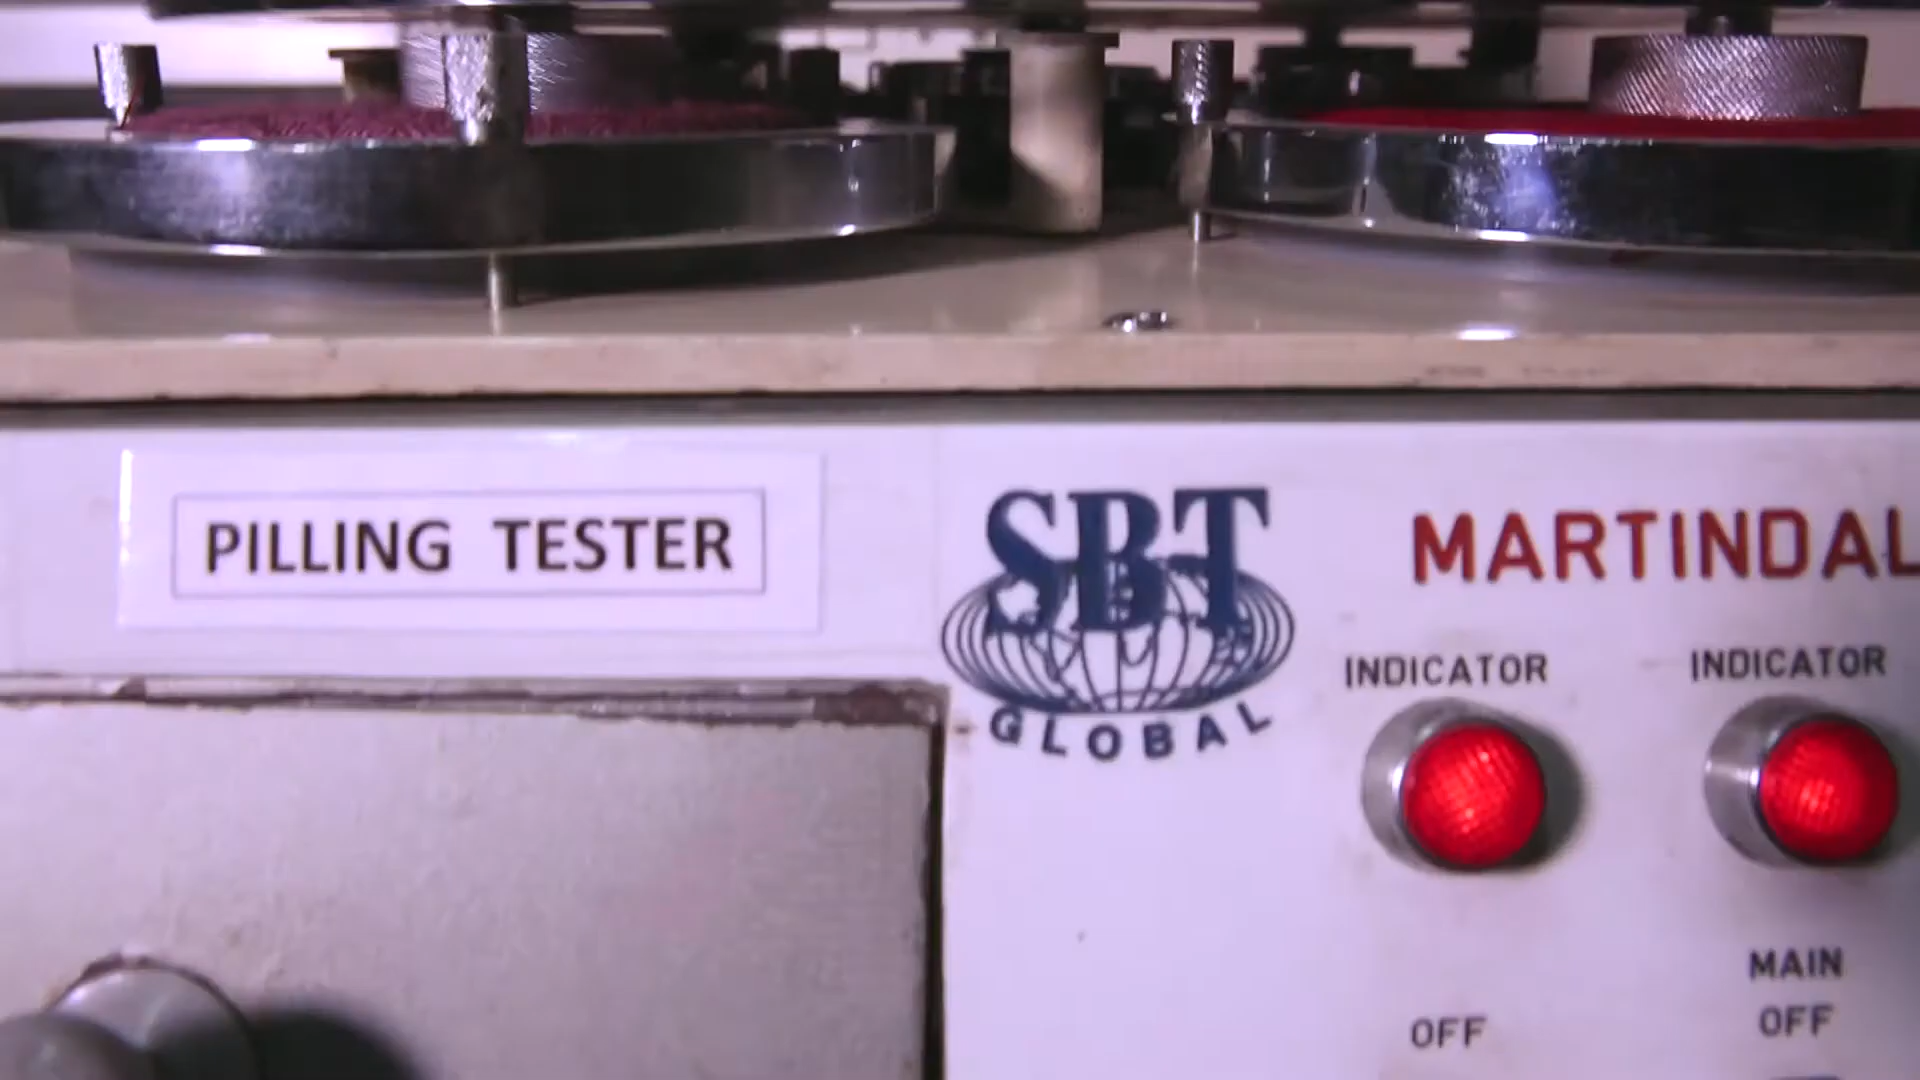 PILLING TESTER
SBT
GLOBAL
MARTINDAL
INDICATOR
INDICATOR
MAIN
OFF
OFF